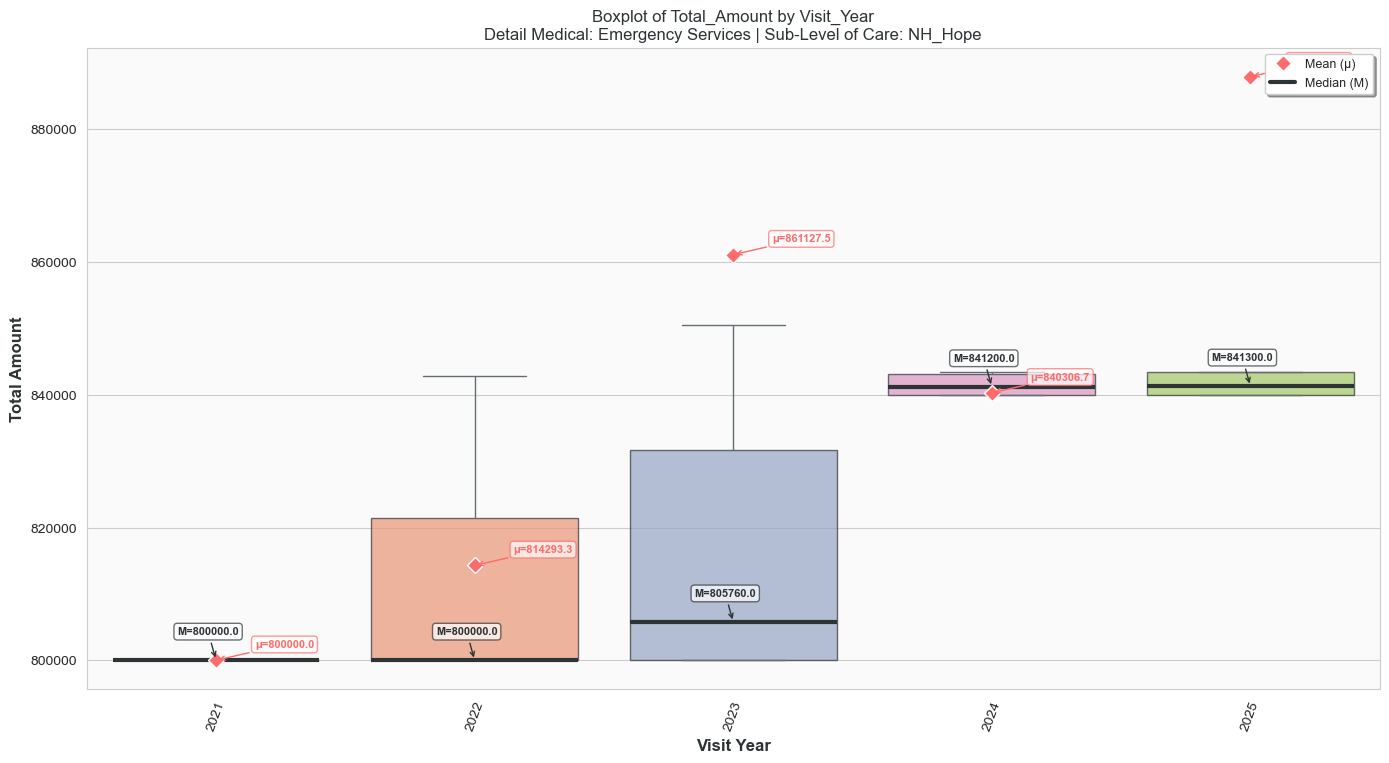 Boxplot of Total_Amount by Visit_Year
Detail Medical: Emergency Services | Sub-Level of Care: NH_Hope
Mean (μ)
Median (M)
Total Amount
880000
860000
840000
820000
800000
M=800000.0
μ=800000.0
M=800000.0
μ=814293.3
M=805760.0
μ=861127.5
M=841200.0
μ=840306.7
M=841300.0
2021
2022
2023
2024
2025
Visit Year